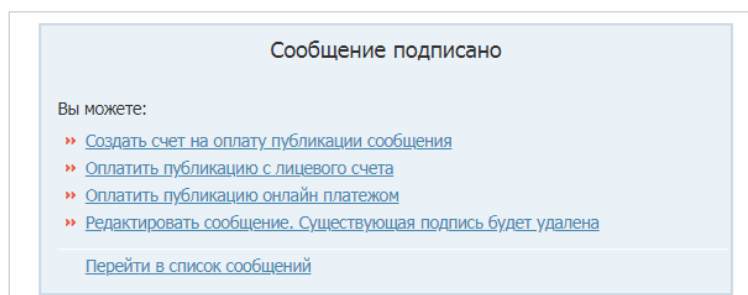 Сообщение подписано
Вы можете:
» Создать счет на оплату публикации сообщения
» Оплатить публикацию с лицевого счета
» Оплатить публикацию онлайн платежом
» Редактировать сообщение. Существующая подпись будет удалена
Перейти в список сообщений